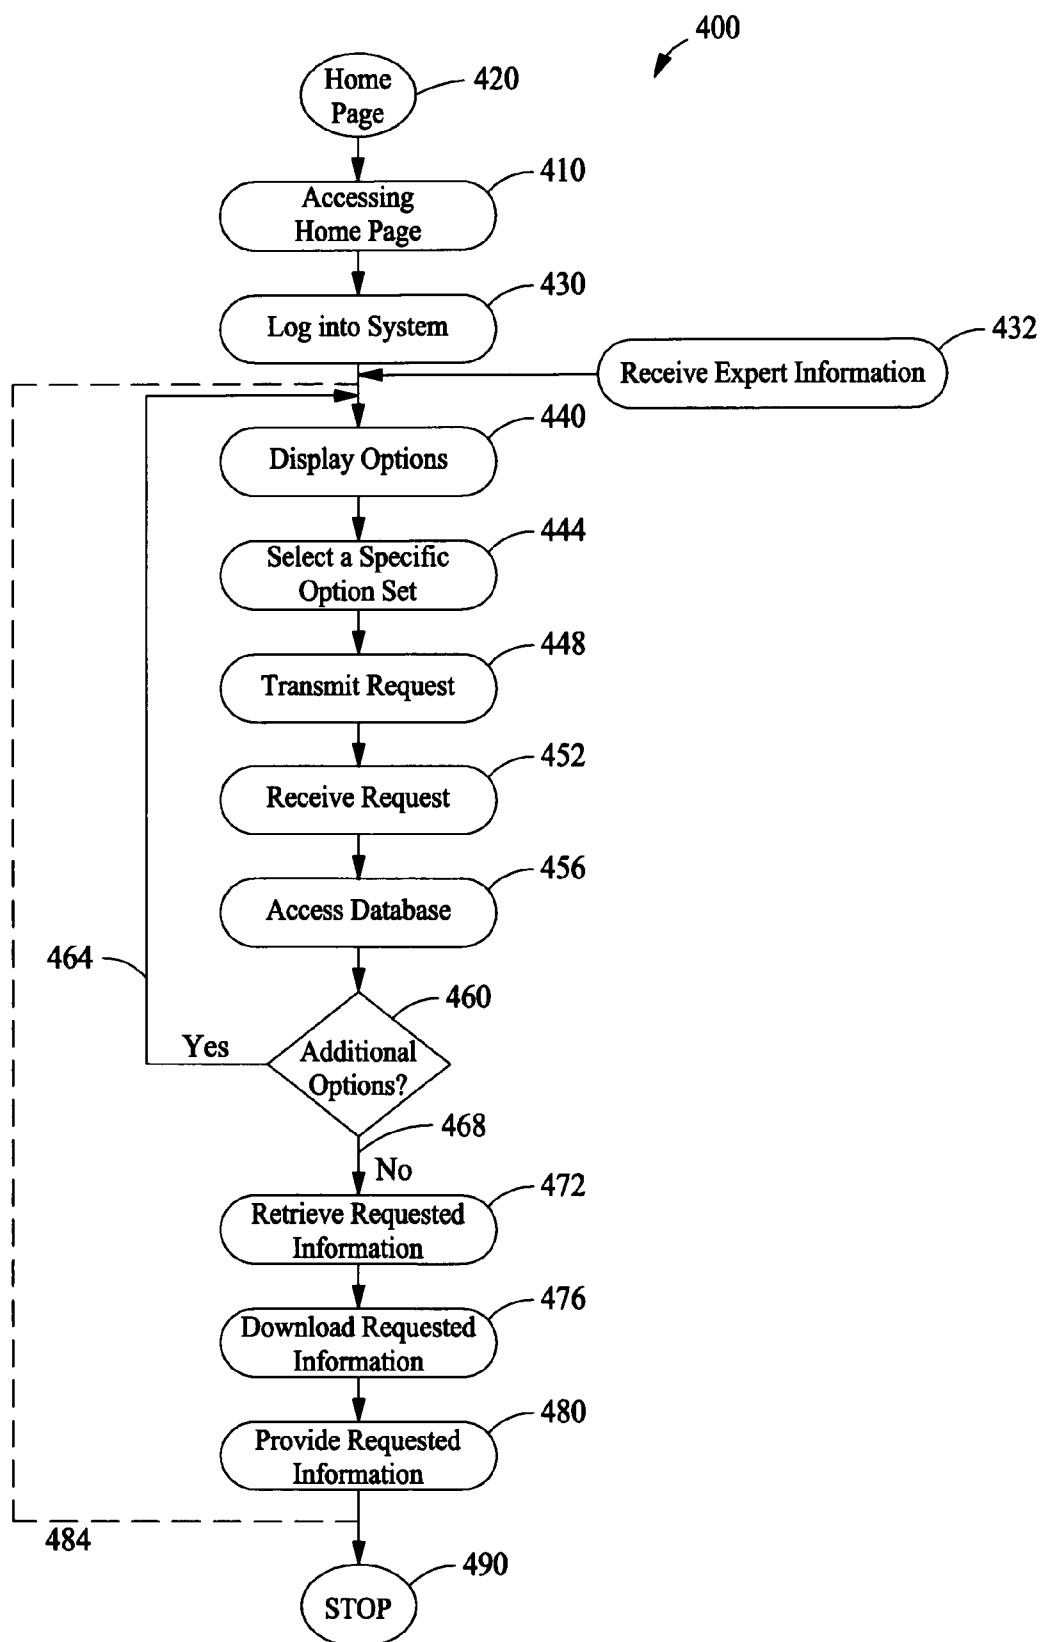 400
Home
Page
420
410
Accessing
Home Page
430
Log into System
432
Receive Expert Information
440
Display Options
444
Select a Specific
Option Set
448
Transmit Request
452
Receive Request
456
Access Database
464
460
Yes
Additional
Options?
468
No
472
Retrieve Requested
Information
476
Download Requested
Information
480
Provide Requested
Information
484
490
STOP